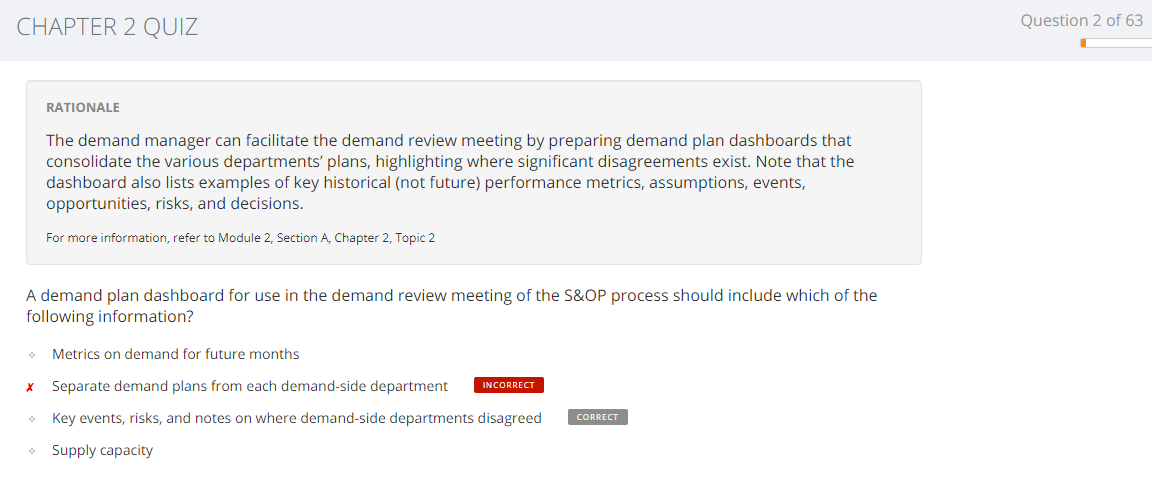 CHAPTER 2 QUIZ
Question 2 of 63
RATIONALE
The demand manager can facilitate the demand review meeting by preparing demand plan dashboards that
consolidate the various departments’ plans, highlighting where significant disagreements exist. Note that the
dashboard also lists examples of key historical (not future) performance metrics, assumptions, events,
opportunities, risks, and decisions.
For more information, refer to Module 2, Section A, Chapter 2, Topic 2
A demand plan dashboard for use in the demand review meeting of the S&OP process should include which of the
following information?
Metrics on demand for future months
✗ Separate demand plans from each demand-side department INCORRECT
Key events, risks, and notes on where demand-side departments disagreed CORRECT
Supply capacity